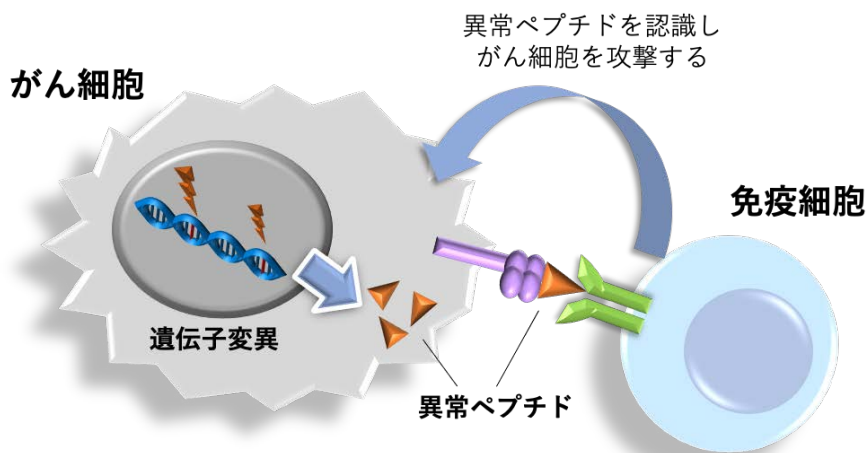 異常ペプチドを認識し
がん細胞を攻撃する
がん細胞
免疫細胞
遺伝子変異
異常ペプチド